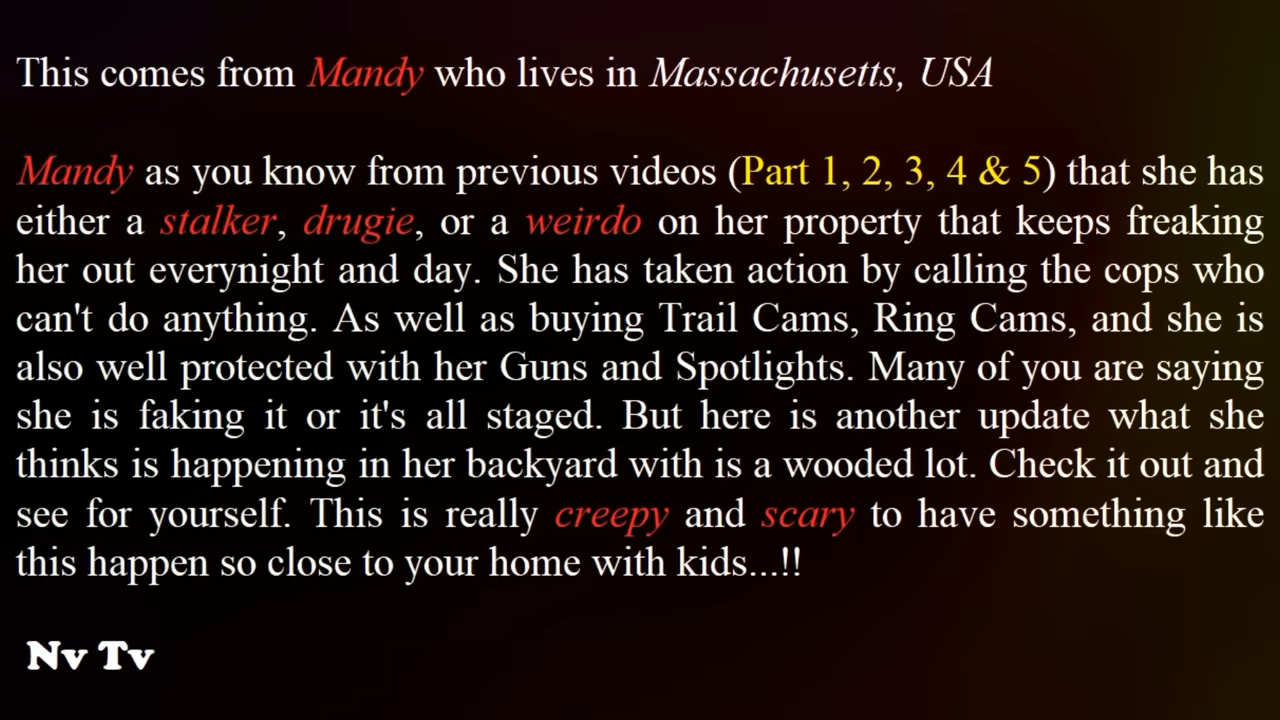 This comes from Mandy who lives in Massachusetts, USA
Mandy as you know from previous videos (Part 1, 2, 3, 4 & 5) that she has
either a stalker, drugie, or a weirdo on her property that keeps freaking
her out everynight and day. She has taken action by calling the cops who
can't do anything. As well as buying Trail Cams, Ring Cams, and she is
also well protected with her Guns and Spotlights. Many of you are saying
she is faking it or it's all staged. But here is another update what she
thinks is happening in her backyard with is a wooded lot. Check it out and
see for yourself. This is really creepy and scary to have something like
this happen so close to your home with kids...!!
Nv Tv